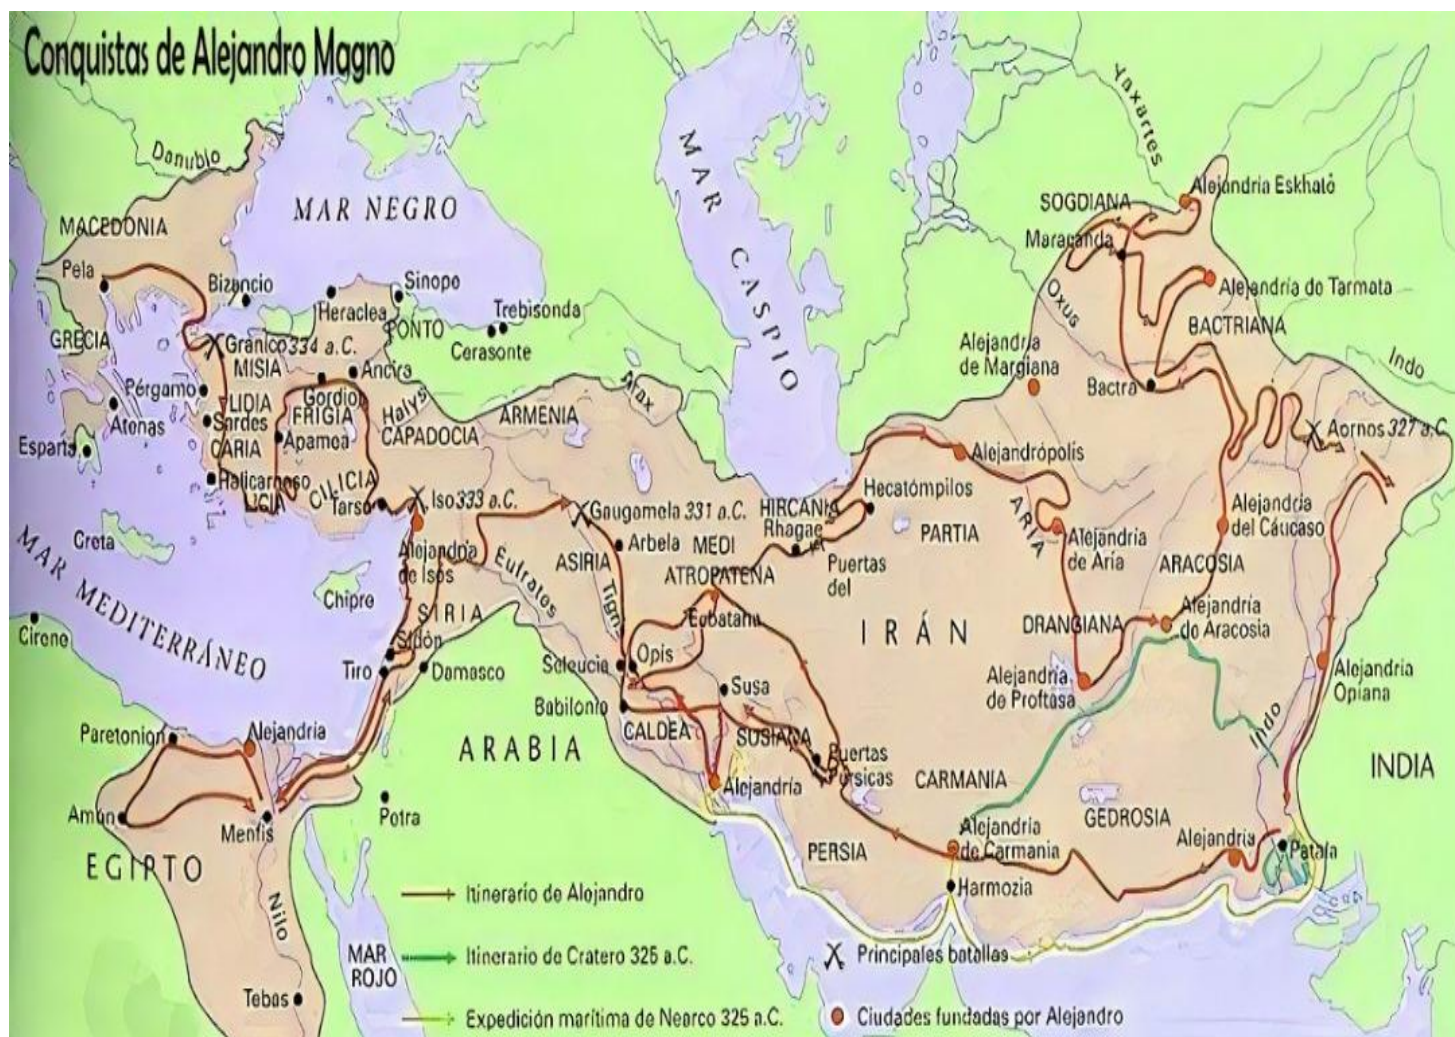 Conquistas de Alejandro Magno
Danubio
MAR NEGRO
MACEDONIA
Pela
Bizancio
Heraclea
Sinope
PONTO
Trebisonda
Cerasonte
GRECIA
Gránico 334 a.C.
MISIA
Ancira
Pérgamo
LIDIA
Gordio
FRIGIA
Halys
Atenas
Sardes
Apamea
CAPADOCIA
ARMENIA
Esparta
CARIA
Halicarnaso
LICIA
CILICIA
Tarso
Iso 333 a.C.
Gaugamela 331 a.C.
Creta
MAR MEDITERRÁNEO
Cirene
Chipre
Alejandría
de Isos
SIRIA
Eufrates
ASIRIA
Arbela
MEDI
ATROPATENA
Sidón
Tiro
Damasco
Seleucia
Opis
Babilonia
CALDEA
Susa
SUSIANA
Puertas
Pérsicas
Alejandría
ARABIA
Paretonion
Alejandría
Amón
Menfis
Petra
EGIPTO
Nilo
Tebas
MAR
ROJO
MAR CASPIO
HIRCANIA
Rhagae
Hecatómpilos
Puertas
del
PARTIA
IRÁN
Yaxartes
Alejandría Eskhatô
SOGDIANA
Maracanda
Oxus
Alejandría de Tarmata
BACTRIANA
Alejandría
de Margiana
Bactra
Indo
Aornos 327 a.C.
Alejandrópolis
ARIA
Alejandría
de Aria
Alejandría
del Cáucaso
ARACOSIA
DRANGIANA
Alejandría
de Aracosia
Alejandría
de Proftasa
Alejandría
Opiana
Indo
INDIA
CARMANIA
GEDROSIA
PERSIA
Alejandría
de Carmania
Harmozia
Alejandría
Patala
Itinerario de Alejandro
Itinerario de Cratero 325 a.C.
Expedición marítima de Nearco 325 a.C.
Principales batallas
Ciudades fundadas por Alejandro